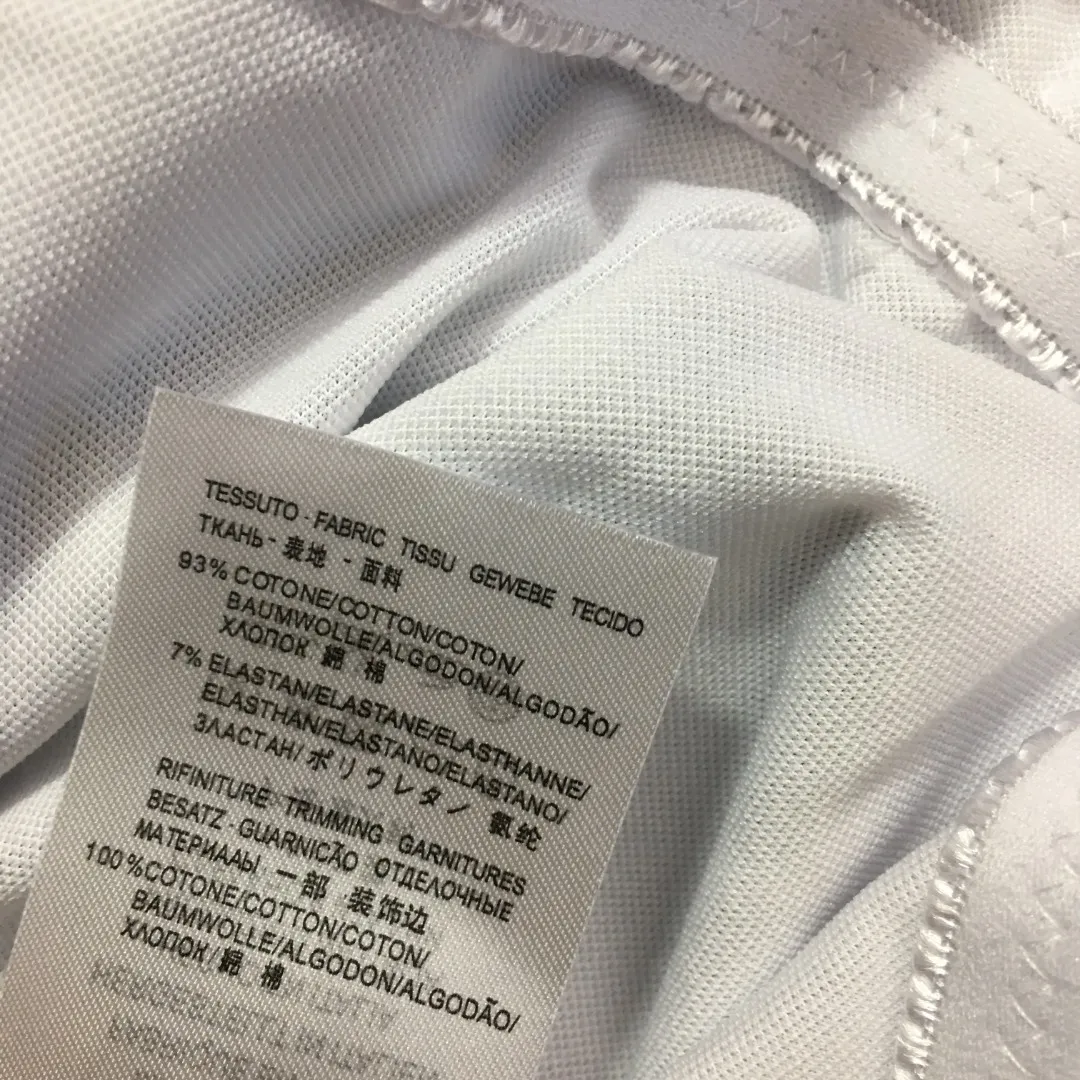 TESSUTO - FABRIC TISSU GEWEBE TECIDO
ТКАНЬ - 表地 - 面料
93% COTONE/COTTON/COTON/
BAUMWOLLE/ALGODON/ALGODÃO/
ХЛОПОК 綿 棉
7% ELASTAN/ELASTANE/ELASTHANNE/
ELASTHAN/ELASTANO/ELASTANO/
ЗЛАСТАН/ポリウレタン 氨纶
RIFINITURE TRIMMING GARNITURES
BESATZ - GUARNICÃO ОТДЕЛОЧНЫЕ
МАТЕРИАЛЫ 一部 装饰边
100%COTONE/COTTON/COTON/
BAUMWOLLE/ALGODON/ALGODÃO/
ХЛОПОК/綿 棉